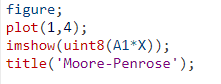 figure;
plot(1,4);
imshow(uint8(A1*X));
title('Moore-Penrose');